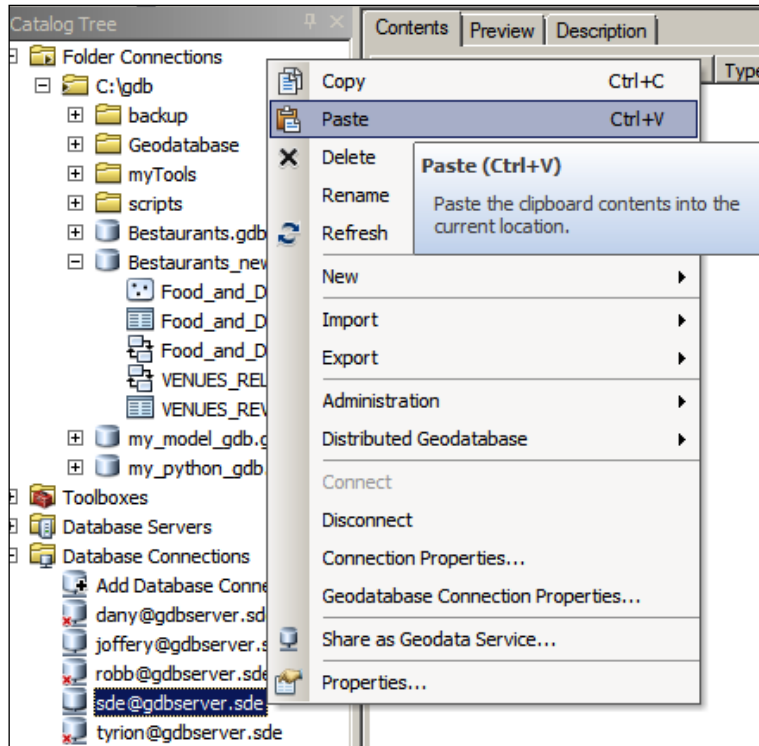 Catalog Tree
Contents
Preview
Description
Type
Folder Connections
C:\gdb
backup
Geodatabase
myTools
scripts
Bestaurants.gdb
Bestaurants_new
Food_and_D
Food_and_D
Food_and_D
VENUES_REL
VENUES_REV
my_model_gdb.g
my_python_gdb.
Toolboxes
Database Servers
Database Connections
Add Database Conne
dany@gdbserver.sd
joffery@gdbserver.s
robb@gdbserver.sde
sde@gdbserver.sde
tyrion@gdbserver.sde
Copy Ctrl+C
Paste Ctrl+V
Delete
Rename
Refresh
New
Import
Export
Administration
Distributed Geodatabase
Connect
Disconnect
Connection Properties...
Geodatabase Connection Properties...
Share as Geodata Service...
Properties...
Paste (Ctrl+V)
Paste the clipboard contents into the
current location.